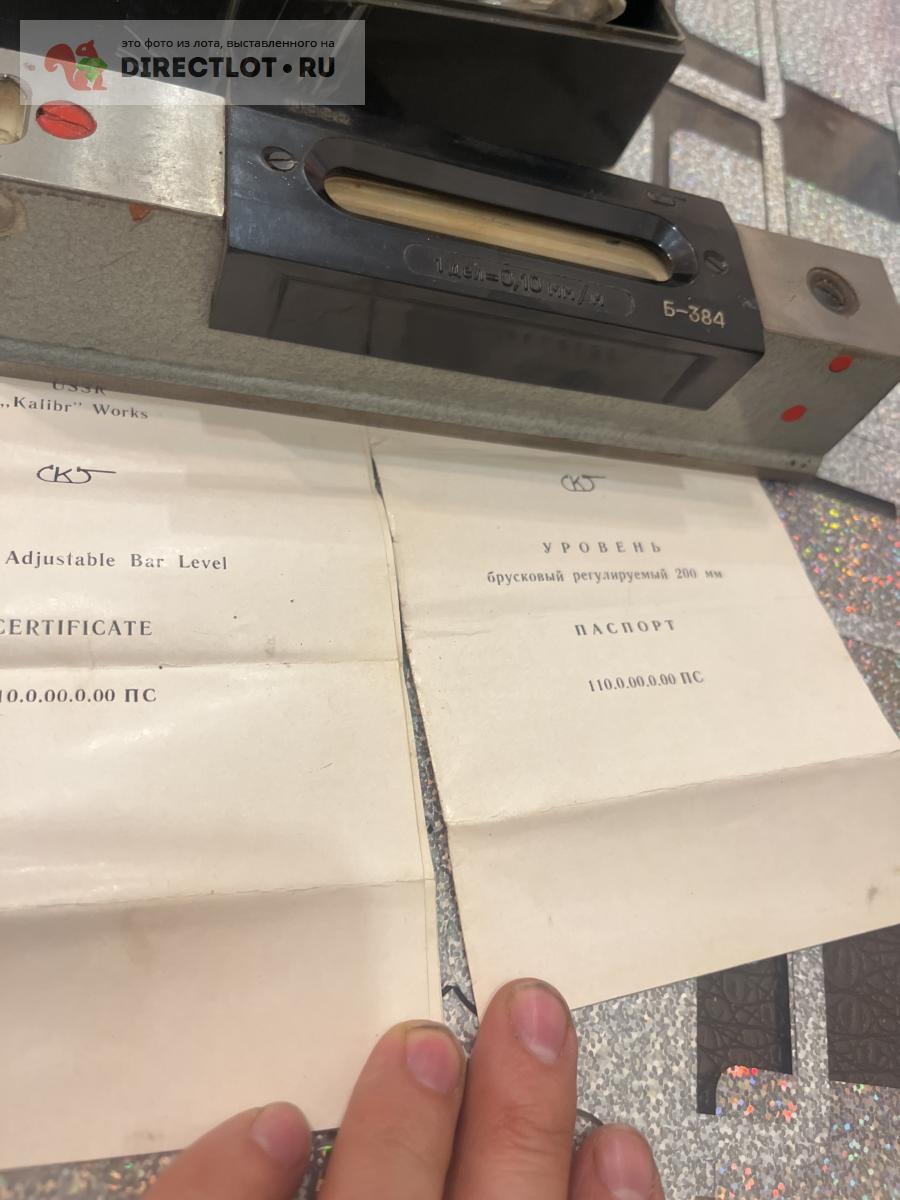 это фото из лота, выставленного на
DIRECTLOT•RU
1 дел=0,10 мм/м
Б-384
USSR
„Kalibr" Works
СКБ
Adjustable Bar Level
CERTIFICATE
10.0.00.0.00 ПС
СКБ
УРОВЕНЬ
брусковый регулируемый 200 мм
ПАСПОРТ
110.0.00.0.00 ПС